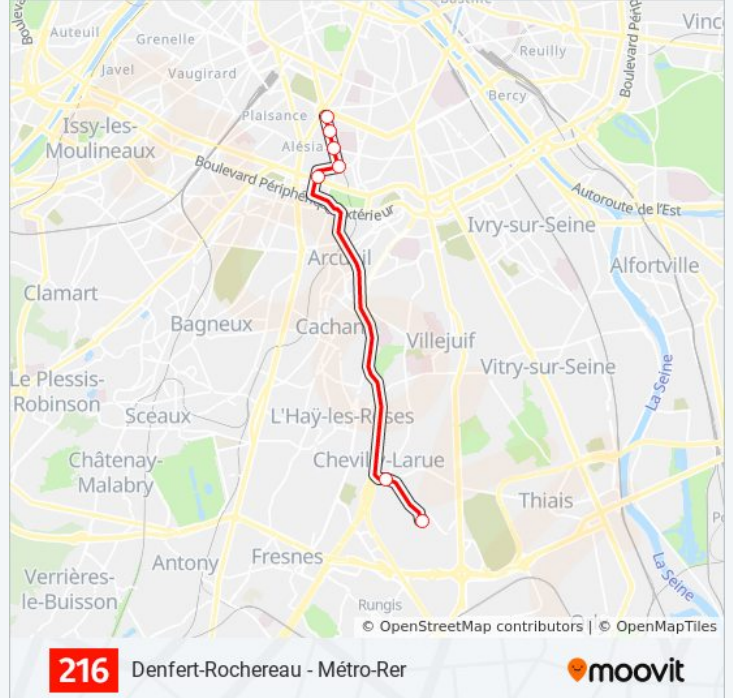 Bastille
Auteuil
Grenelle
Vinc
Reuilly
Javel
Vaugirard
Bercy
Boulevard Périp
Plaisance
Issy-les-
Moulineaux
Alésia
Boulevard Périphérique Extérieur
Autoroute de l'Est
Ivry-sur-Seine
Arcueil
Alfortville
Clamart
Bagneux
Cachan
Villejuif
Vitry-sur-Seine
La Seine
Le Plessis-
Robinson
Sceaux
L'Haÿ-les-Roses
Châtenay-
Malabry
Chevilly-Larue
Thiais
Antony
Fresnes
Verrières-
le-Buisson
La Seine
Rungis
© OpenStreetMap contributors | © OpenMapTiles
216
Denfert-Rochereau - Métro-Rer
moovit